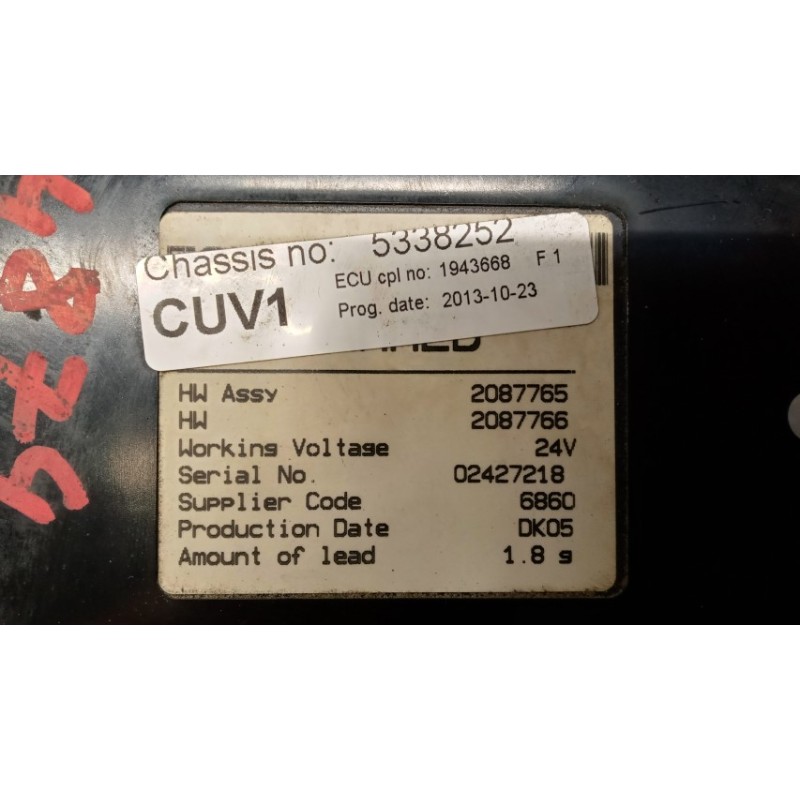 Chassis no: 5338252
ECU cpl no: 1943668 F 1
CUV1
Prog. date: 2013-10-23
HW Assy 2087765
HW 2087766
Working Voltage 24V
Serial No. 02427218
Supplier Code 6860
Production Date DK05
Amount of lead 1.8 g